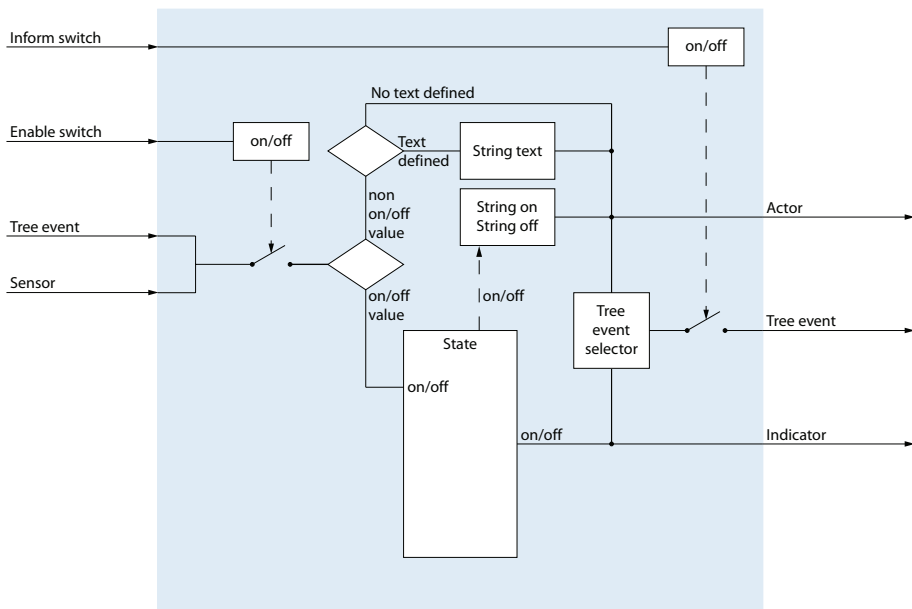 Inform switch
on/off
No text defined
Enable switch
on/off
Text
defined
String text
non
on/off
value
String on
String off
Actor
Tree event
Sensor
on/off
value
on/off
Tree
event
selector
Tree event
State
on/off
on/off
Indicator